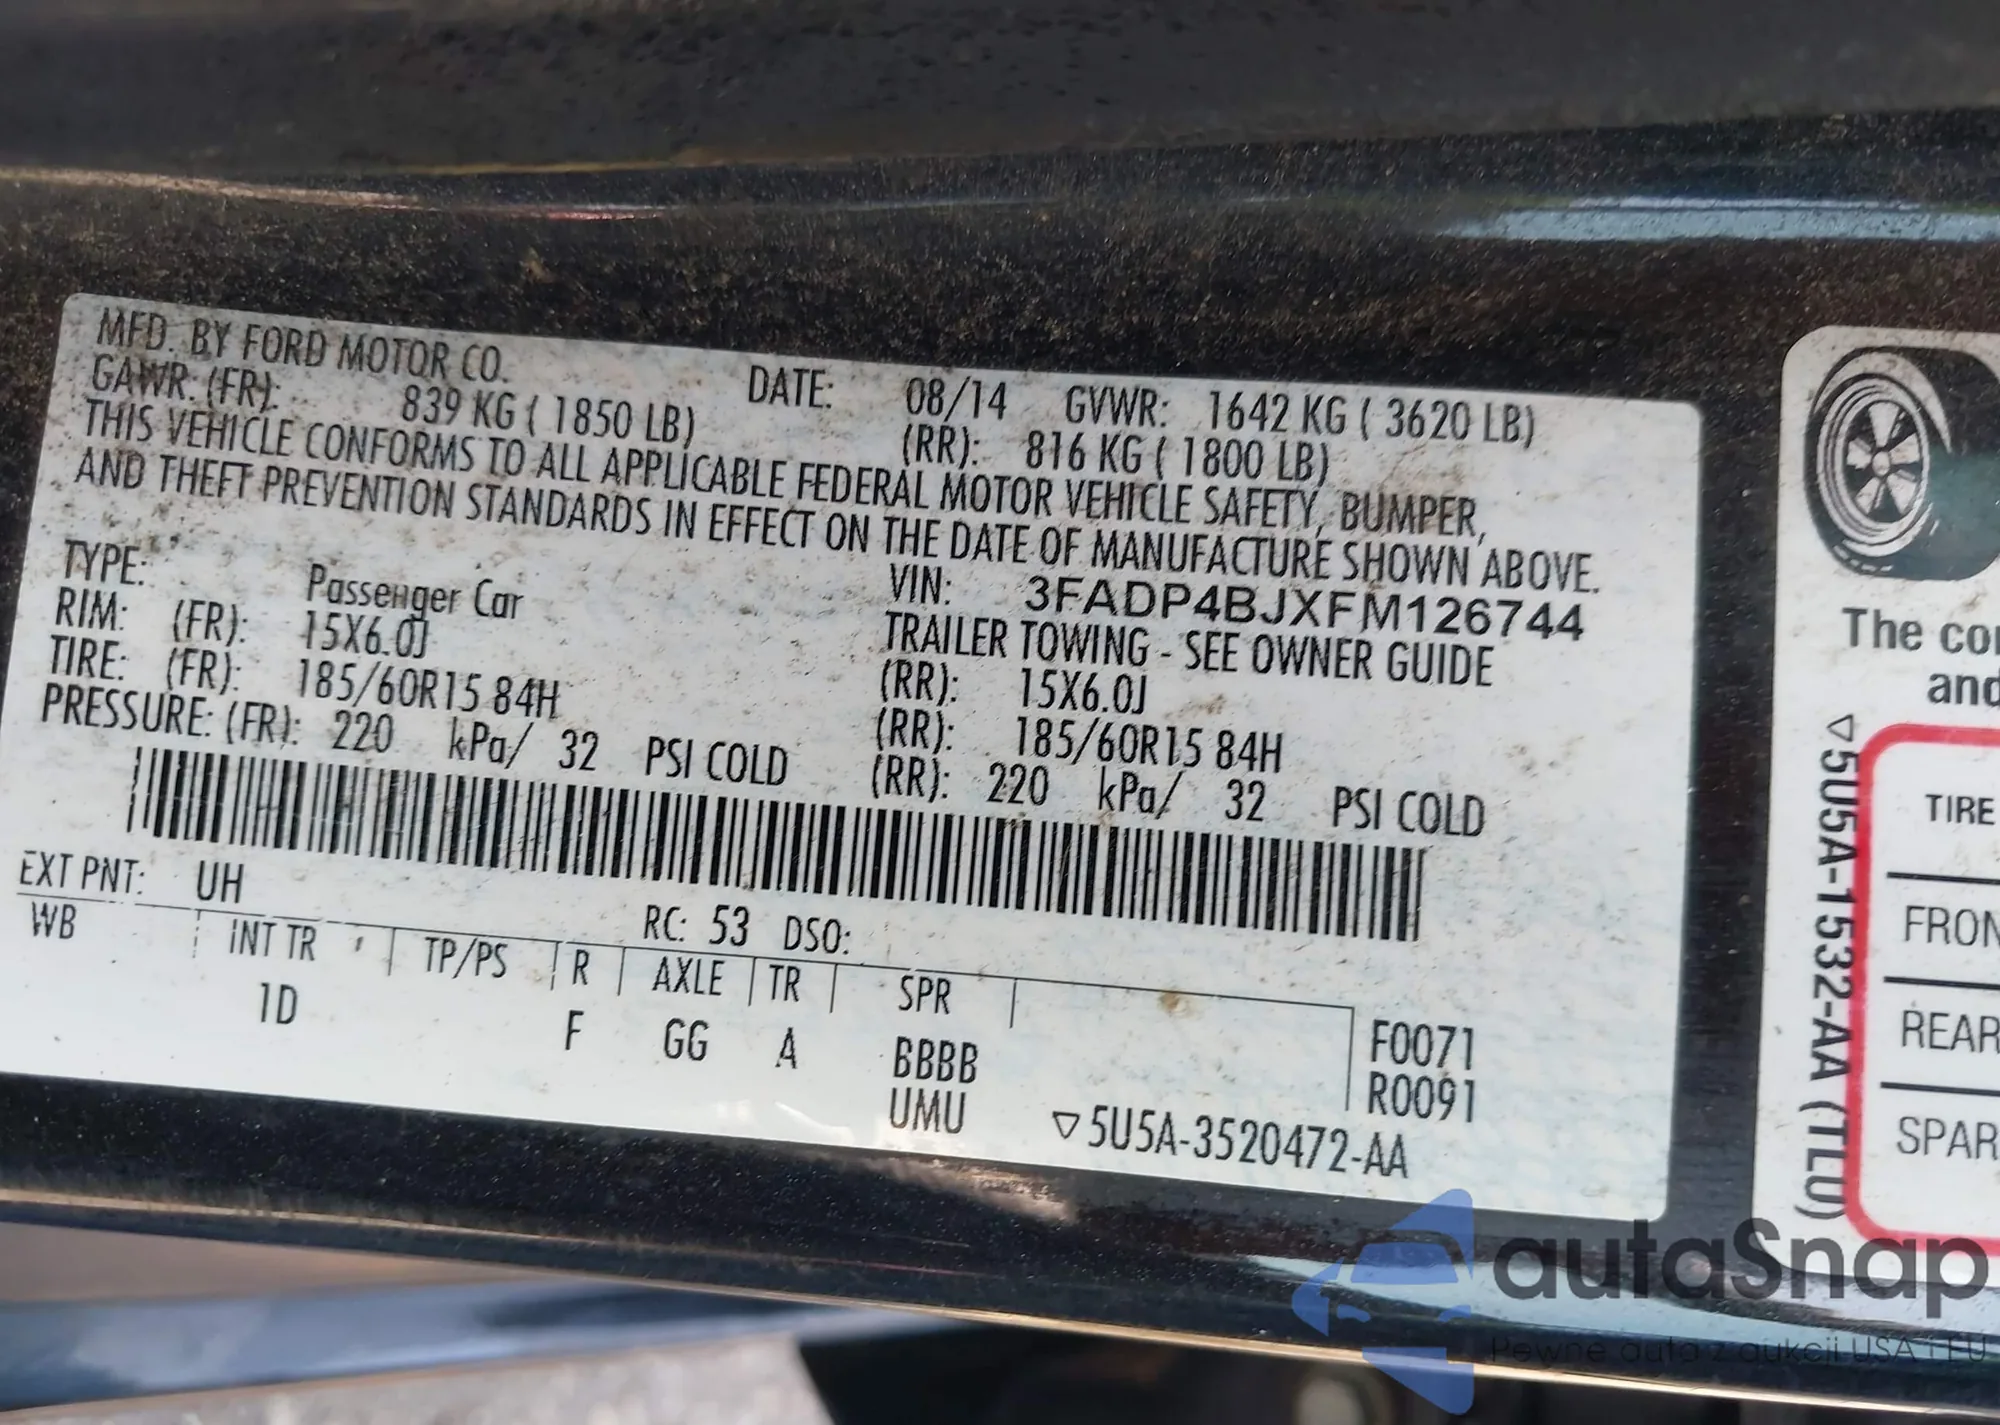 MFD. BY FORD MOTOR CO. DATE: 08/14 GVWR: 1642 KG ( 3620 LB)
GAWR: (FR): 839 KG ( 1850 LB) (RR): 816 KG ( 1800 LB)
THIS VEHICLE CONFORMS TO ALL APPLICABLE FEDERAL MOTOR VEHICLE SAFETY, BUMPER,
AND THEFT PREVENTION STANDARDS IN EFFECT ON THE DATE OF MANUFACTURE SHOWN ABOVE.
VIN: 3FADP4BJXFM126744
TYPE: Passenger Car TRAILER TOWING - SEE OWNER GUIDE
RIM: (FR): 15X6.0J (RR): 15X6.0J
TIRE: (FR): 185/60R15 84H (RR): 185/60R15 84H
PRESSURE: (FR): 220 kPa/ 32 PSI COLD (RR): 220 kPa/ 32 PSI COLD
EXT PNT: UH RC: 53 DSO:
WB INT TR TP/PS R AXLE TR SPR
1D F GG A BBBB F0071
UMU R0091
▽5U5A-3520472-AA
The co
and
▽5U5A-1532-AA (TLU)
TIRE
FRON
REAR
SPAR
autaSnap
Pewne auta z aukcji USA i EU